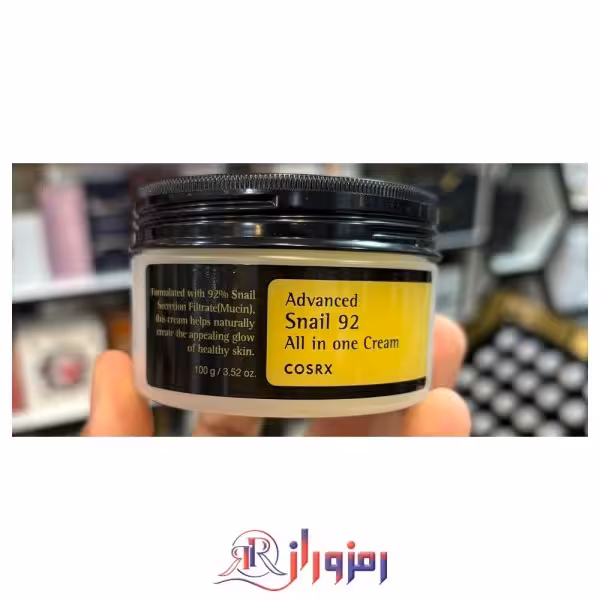 Formulated with 92% Snail
Secretion Filtrate(Mucin),
this cream helps naturally
create the appealing glow
of healthy skin.
100 g / 3.52 oz.
Advanced
Snail 92
All in one Cream
COSRX
رمزوراز